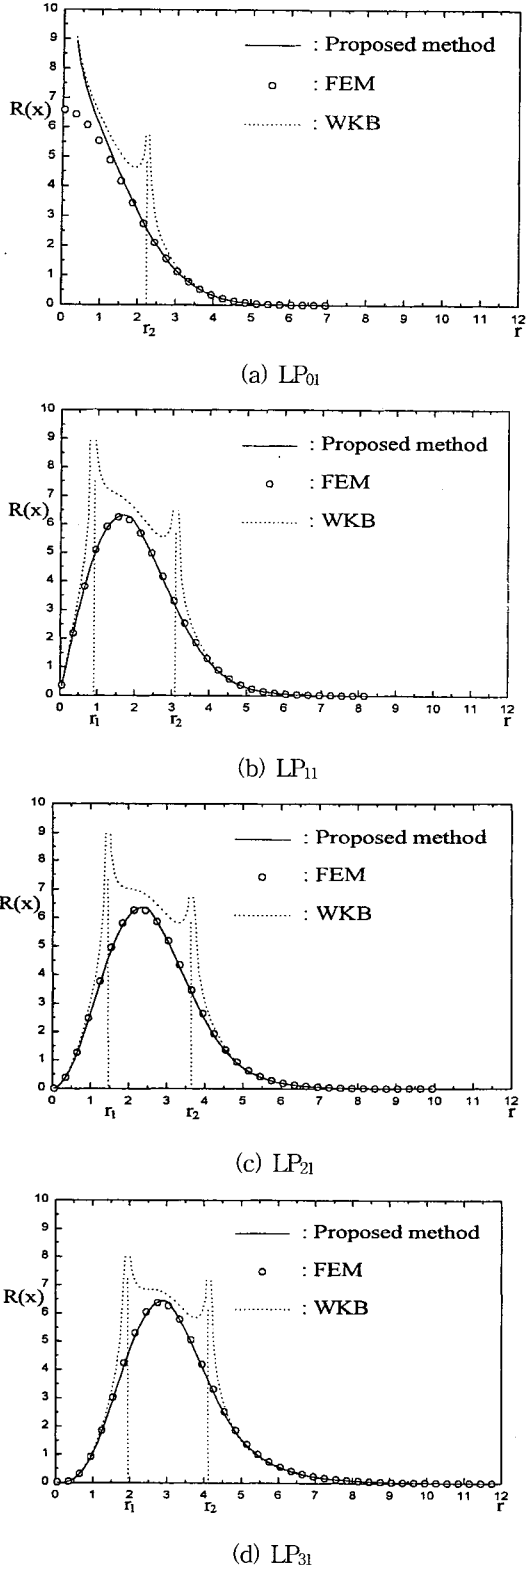 10
9
8
7
6
5
4
3
2
1
0
R(x)
: Proposed method
: FEM
: WKB
0 1 2 3 4 5 6 7 8 9 10 11 12
r₂ r
(a) LP₀₁
10
9
8
7
6
5
4
3
2
1
0
R(x)
: Proposed method
: FEM
: WKB
0 1 2 3 4 5 6 7 8 9 10 11 12
r₁ r₂ r
(b) LP₁₁
10
9
8
7
6
5
4
3
2
1
0
R(x)
: Proposed method
: FEM
: WKB
0 1 2 3 4 5 6 7 8 9 10 11 12
r₁ r₂ r
(c) LP₂₁
10
9
8
7
6
5
4
3
2
1
0
R(x)
: Proposed method
: FEM
: WKB
0 1 2 3 4 5 6 7 8 9 10 11 12
r₁ r₂ r
(d) LP₃₁